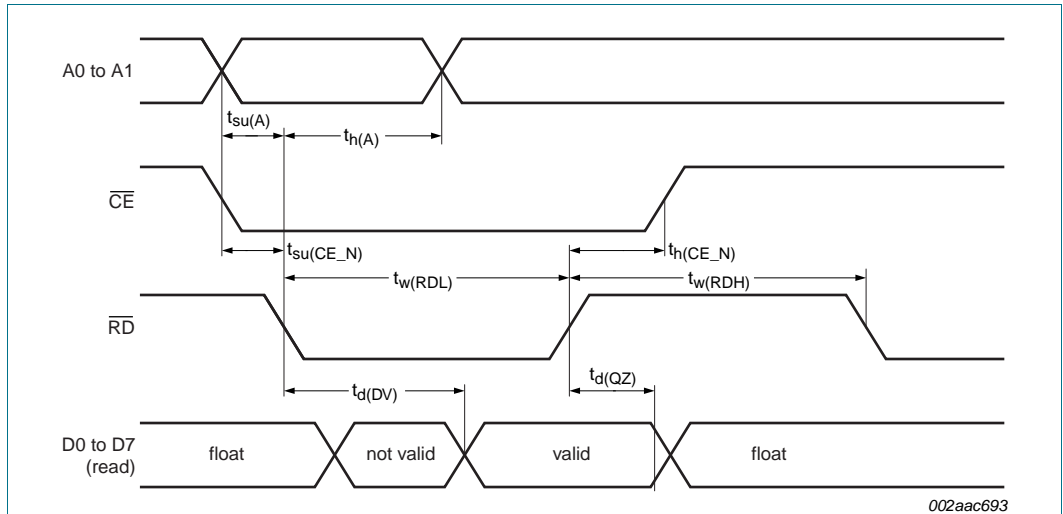 A0 to A1
tsu(A)
th(A)
CE
tsu(CE_N)
th(CE_N)
tw(RDL)
tw(RDH)
RD
td(DV)
td(QZ)
D0 to D7
(read)
float
not valid
valid
float
002aac693